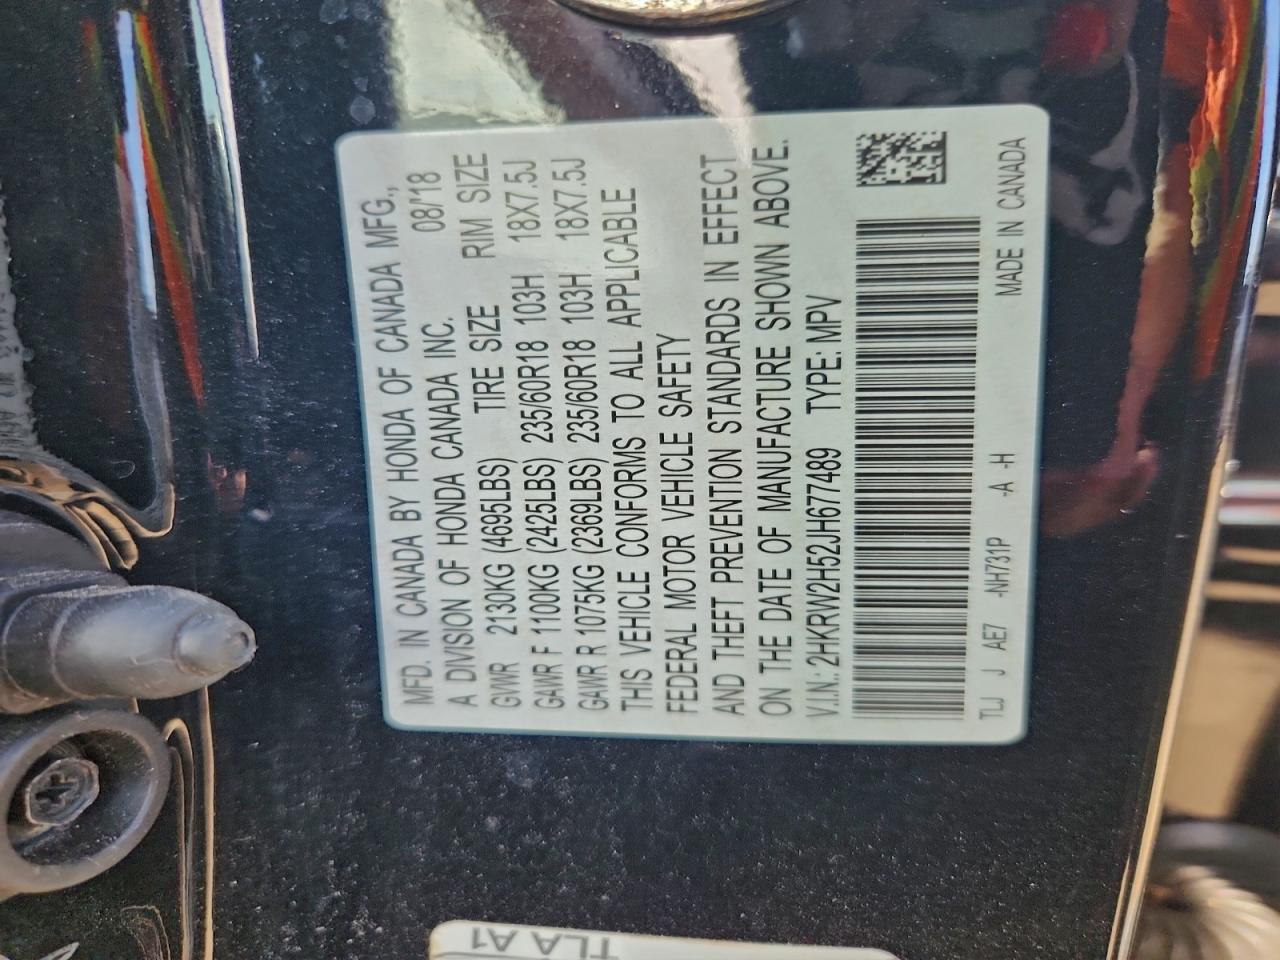 MFD. IN CANADA BY HONDA OF CANADA MFG.,
A DIVISION OF HONDA CANADA INC. 08/18
GVWR 2130KG (4695LBS) TIRE SIZE RIM SIZE
GAWR F 1100KG (2425LBS) 235/60R18 103H 18X7.5J
GAWR R 1075KG (2369LBS) 235/60R18 103H 18X7.5J
THIS VEHICLE CONFORMS TO ALL APPLICABLE
FEDERAL MOTOR VEHICLE SAFETY
AND THEFT PREVENTION STANDARDS IN EFFECT
ON THE DATE OF MANUFACTURE SHOWN ABOVE.
V.I.N.: 2HKRW2H52JH677489 TYPE: MPV
TLJ J AE7 -NH731P -A -H MADE IN CANADA
TLA A1